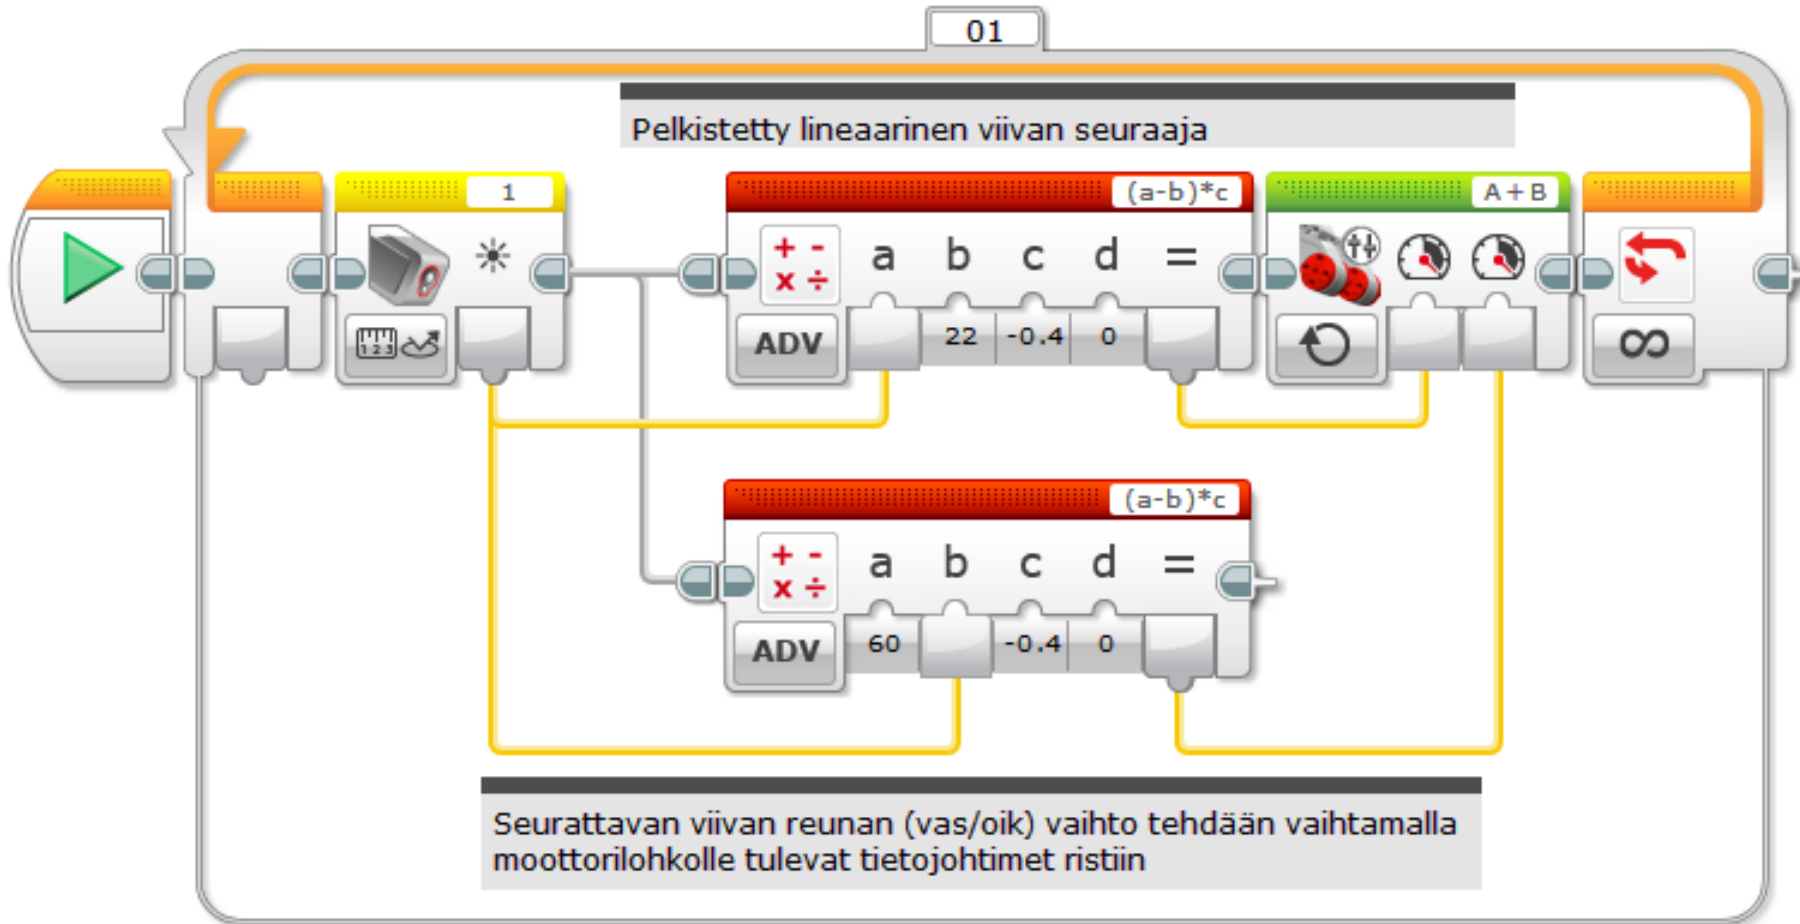 01
Pelkistetty lineaarinen viivan seuraaja
1
(a-b)*c
A+B
a b c d =
ADV 22 -0.4 0
(a-b)*c
a b c d =
ADV 60 -0.4 0
Seurattavan viivan reunan (vas/oik) vaihto tehdään vaihtamalla
moottorilohkolle tulevat tietojohtimet ristiin